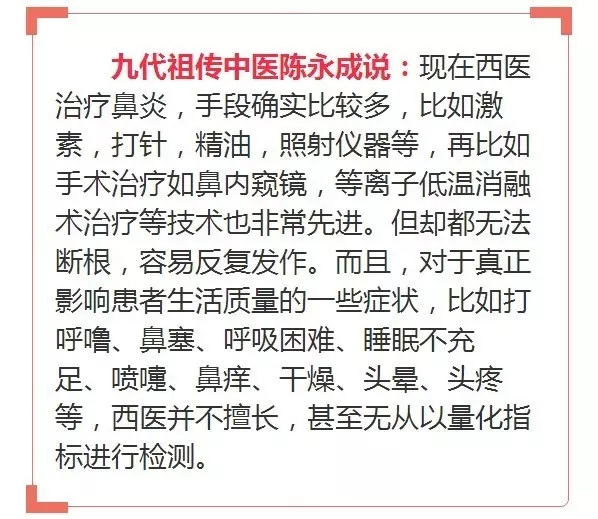 九代祖传中医陈永成说：现在西医
治疗鼻炎，手段确实比较多，比如激
素，打针，精油，照射仪器等，再比如
手术治疗如鼻内窥镜，等离子低温消融
术治疗等技术也非常先进。但却都无法
断根，容易反复发作。而且，对于真正
影响患者生活质量的一些症状，比如打
呼噜、鼻塞、呼吸困难、睡眠不充
足、喷嚏、鼻痒、干燥、头晕、头疼
等，西医并不擅长，甚至无从以量化指
标进行检测。